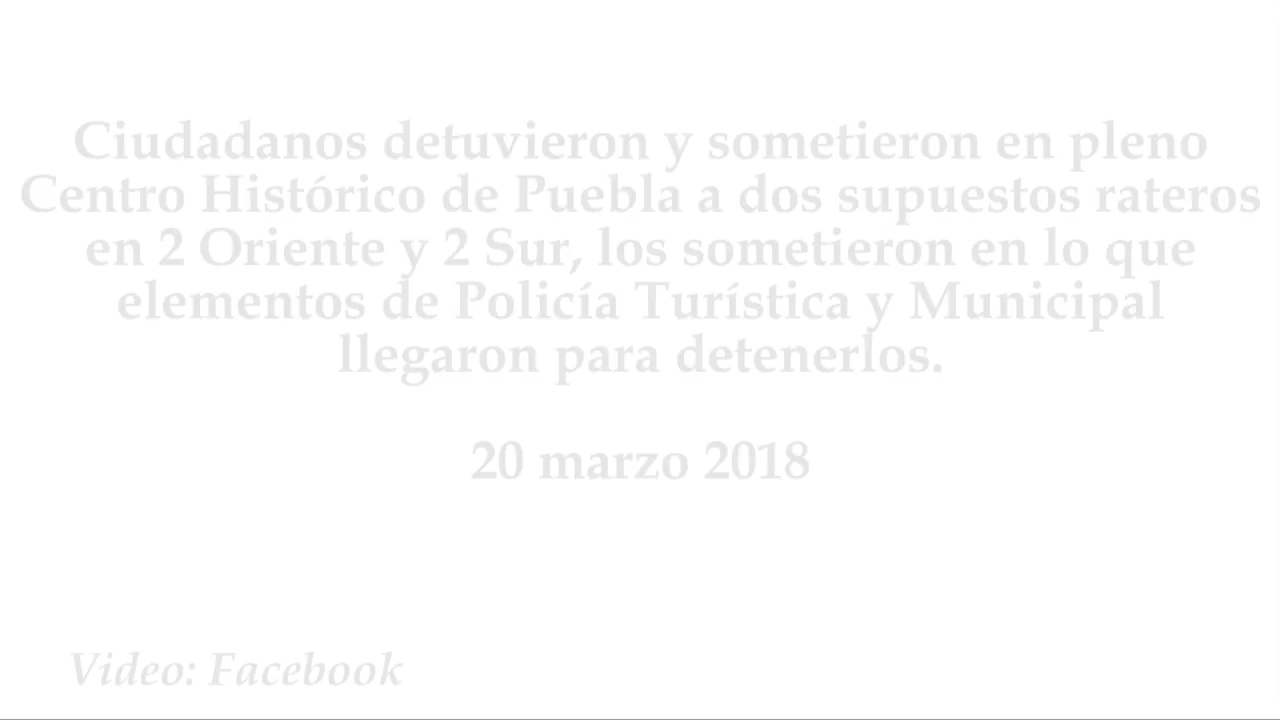 Ciudadanos detuvieron y sometieron en pleno
Centro Histórico de Puebla a dos supuestos rateros
en 2 Oriente y 2 Sur, los sometieron en lo que
elementos de Policía Turística y Municipal
llegaron para detenerlos.
20 marzo 2018
Video: Facebook